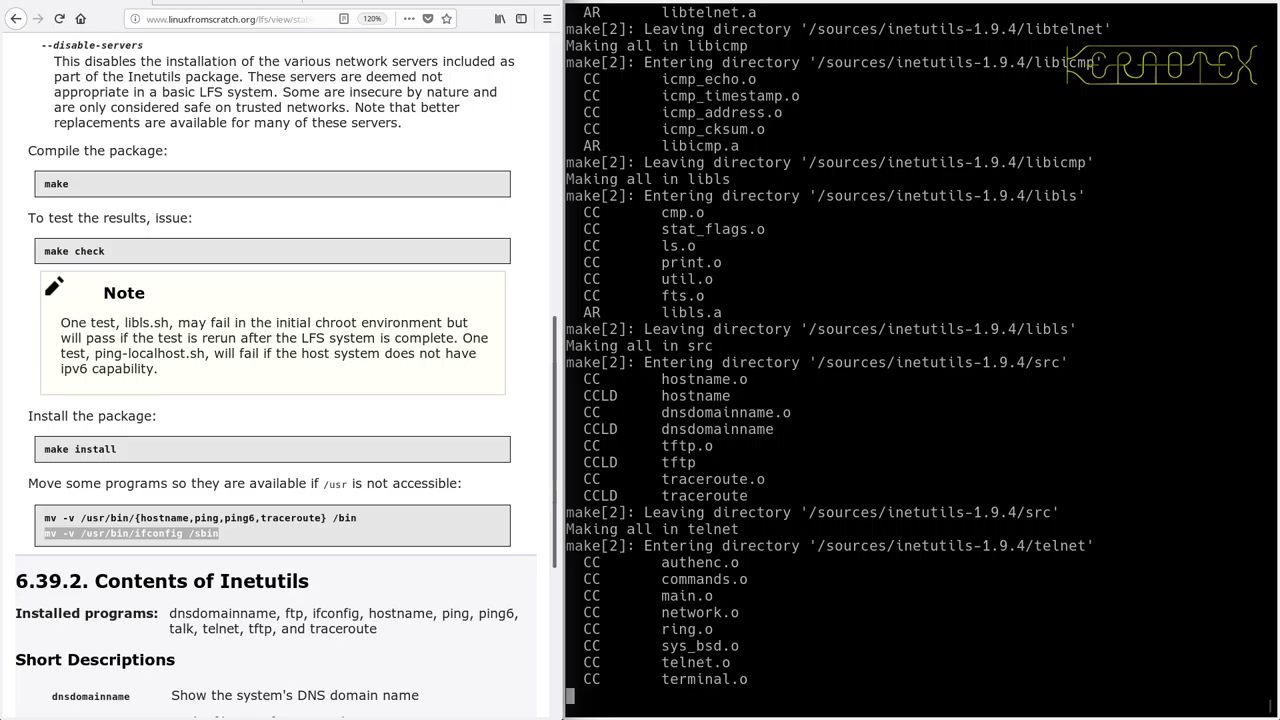 www.linuxfromscratch.org/lfs/view/stab
120%
--disable-servers
This disables the installation of the various network servers included as
part of the Inetutils package. These servers are deemed not
appropriate in a basic LFS system. Some are insecure by nature and
are only considered safe on trusted networks. Note that better
replacements are available for many of these servers.
Compile the package:
make
To test the results, issue:
make check
Note
One test, libls.sh, may fail in the initial chroot environment but
will pass if the test is rerun after the LFS system is complete. One
test, ping-localhost.sh, will fail if the host system does not have
ipv6 capability.
Install the package:
make install
Move some programs so they are available if /usr is not accessible:
mv -v /usr/bin/{hostname,ping,ping6,traceroute} /bin
mv -v /usr/bin/ifconfig /sbin
6.39.2. Contents of Inetutils
Installed programs: dnsdomainname, ftp, ifconfig, hostname, ping, ping6,
talk, telnet, tftp, and traceroute
Short Descriptions
dnsdomainname Show the system's DNS domain name
AR libtelnet.a
make[2]: Leaving directory '/sources/inetutils-1.9.4/libtelnet'
Making all in libicmp
make[2]: Entering directory '/sources/inetutils-1.9.4/libicmp'
CC icmp_echo.o
CC icmp_timestamp.o
CC icmp_address.o
CC icmp_cksum.o
AR libicmp.a
make[2]: Leaving directory '/sources/inetutils-1.9.4/libicmp'
Making all in libls
make[2]: Entering directory '/sources/inetutils-1.9.4/libls'
CC cmp.o
CC stat_flags.o
CC ls.o
CC print.o
CC util.o
CC fts.o
AR libls.a
make[2]: Leaving directory '/sources/inetutils-1.9.4/libls'
Making all in src
make[2]: Entering directory '/sources/inetutils-1.9.4/src'
CC hostname.o
CCLD hostname
CC dnsdomainname.o
CCLD dnsdomainname
CC tftp.o
CCLD tftp
CC traceroute.o
CCLD traceroute
make[2]: Leaving directory '/sources/inetutils-1.9.4/src'
Making all in telnet
make[2]: Entering directory '/sources/inetutils-1.9.4/telnet'
CC authenc.o
CC commands.o
CC main.o
CC network.o
CC ring.o
CC sys_bsd.o
CC telnet.o
CC terminal.o